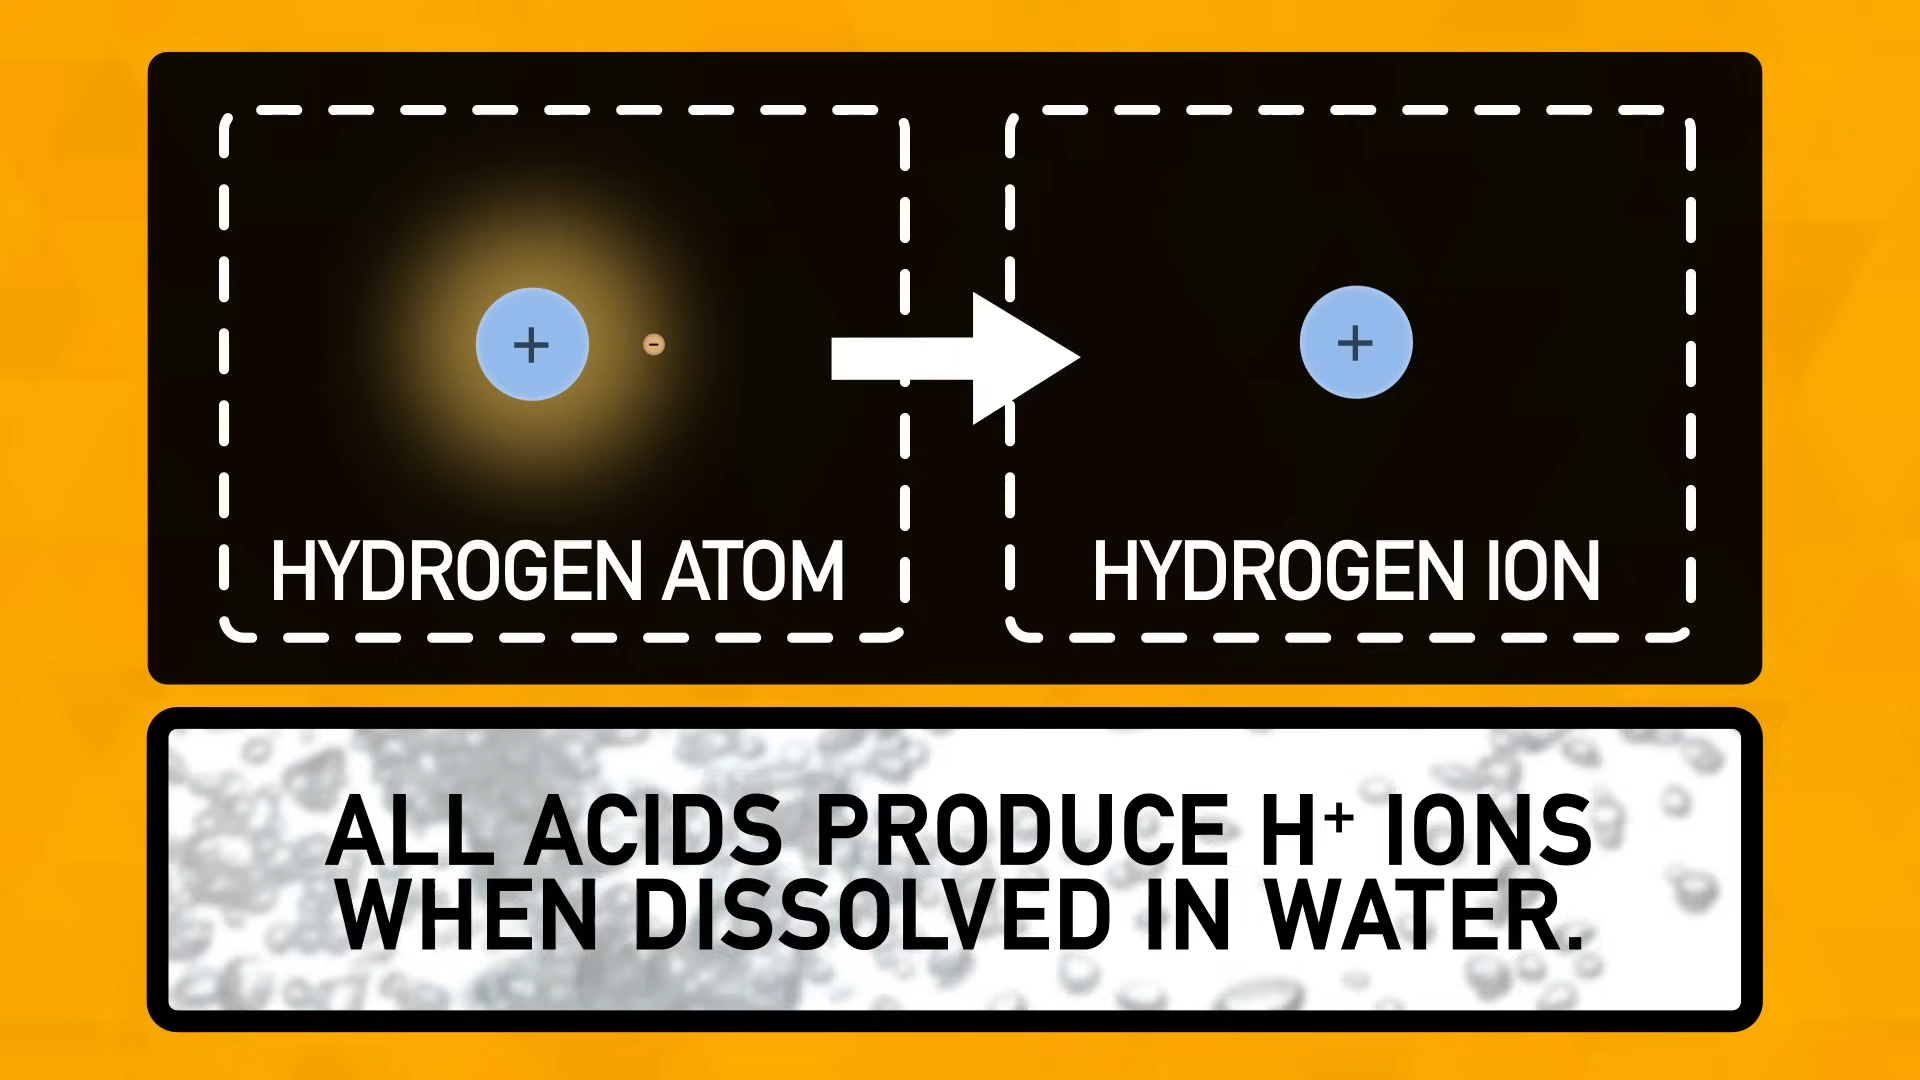 +
-
+
HYDROGEN ATOM
HYDROGEN ION
ALL ACIDS PRODUCE H⁺ IONS
WHEN DISSOLVED IN WATER.